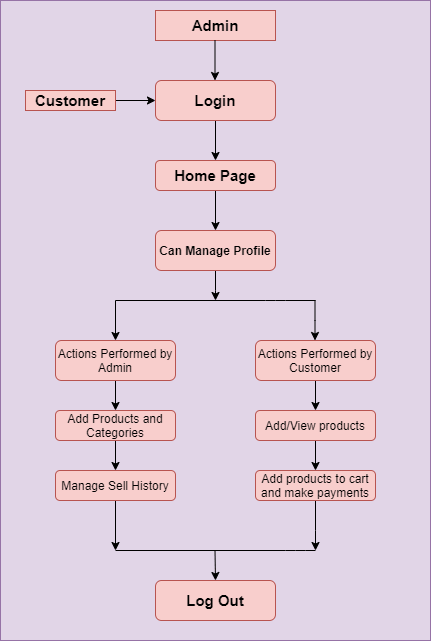 Admin
Customer
Login
Home Page
Can Manage Profile
Actions Performed by
Admin
Actions Performed by
Customer
Add Products and
Categories
Add/View products
Manage Sell History
Add products to cart
and make payments
Log Out